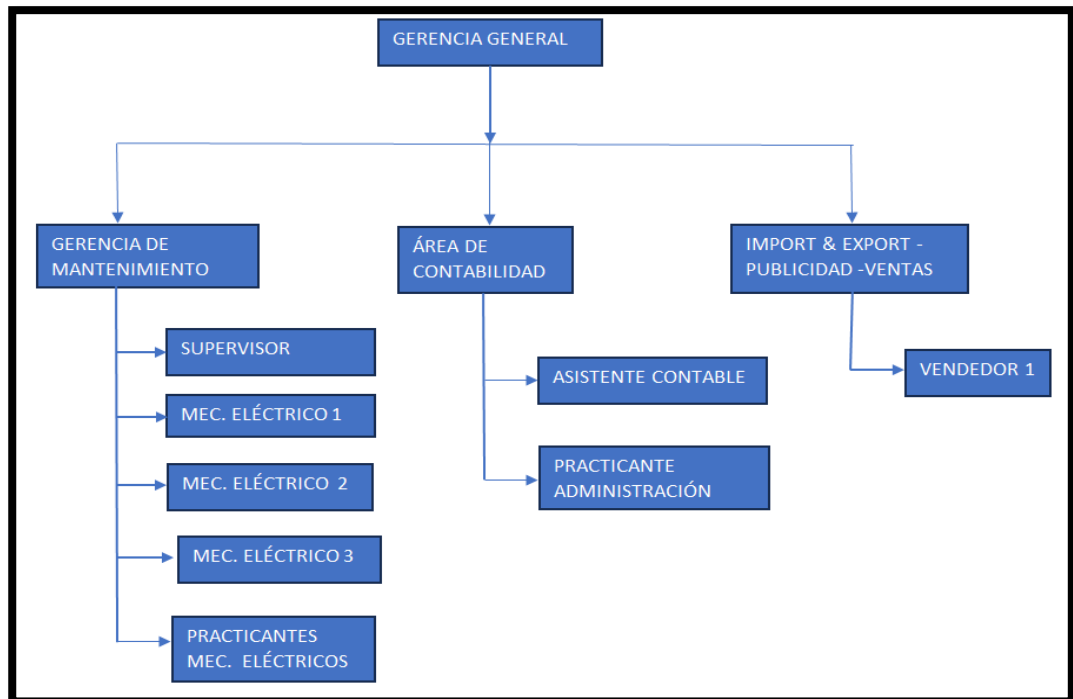 GERENCIA GENERAL
GERENCIA DE
MANTENIMIENTO
SUPERVISOR
MEC. ELÉCTRICO 1
MEC. ELÉCTRICO 2
MEC. ELÉCTRICO 3
PRACTICANTES
MEC. ELÉCTRICOS
ÁREA DE
CONTABILIDAD
ASISTENTE CONTABLE
PRACTICANTE
ADMINISTRACIÓN
IMPORT & EXPORT -
PUBLICIDAD -VENTAS
VENDEDOR 1